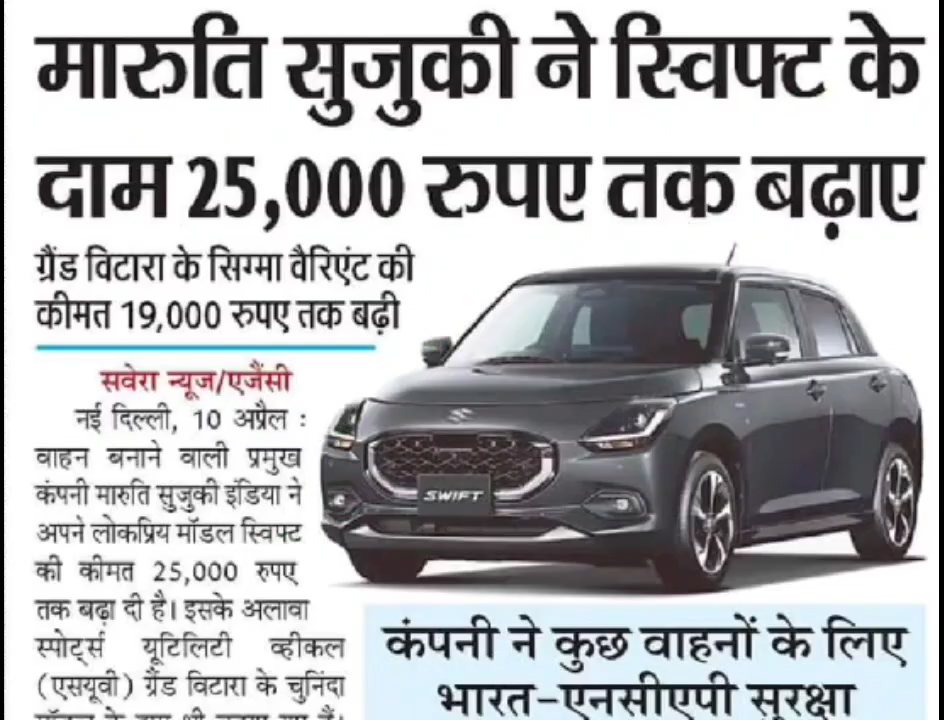 मारुति सुजुकी ने स्विफ्ट के
दाम 25,000 रुपए तक बढ़ाए
ग्रैंड विटारा के सिग्मा वैरिएंट की
कीमत 19,000 रुपए तक बढ़ी
सवेरा न्यूज/एजैंसी
नई दिल्ली, 10 अप्रैल :
वाहन बनाने वाली प्रमुख
कंपनी मारुति सुजुकी इंडिया ने
अपने लोकप्रिय मॉडल स्विफ्ट
की कीमत 25,000 रुपए
तक बढ़ा दी है। इसके अलावा
स्पोर्ट्स यूटिलिटी व्हीकल
(एसयूवी) ग्रैंड विटारा के चुनिंदा
SWIFT
कंपनी ने कुछ वाहनों के लिए
भारत-एनसीएपी सुरक्षा